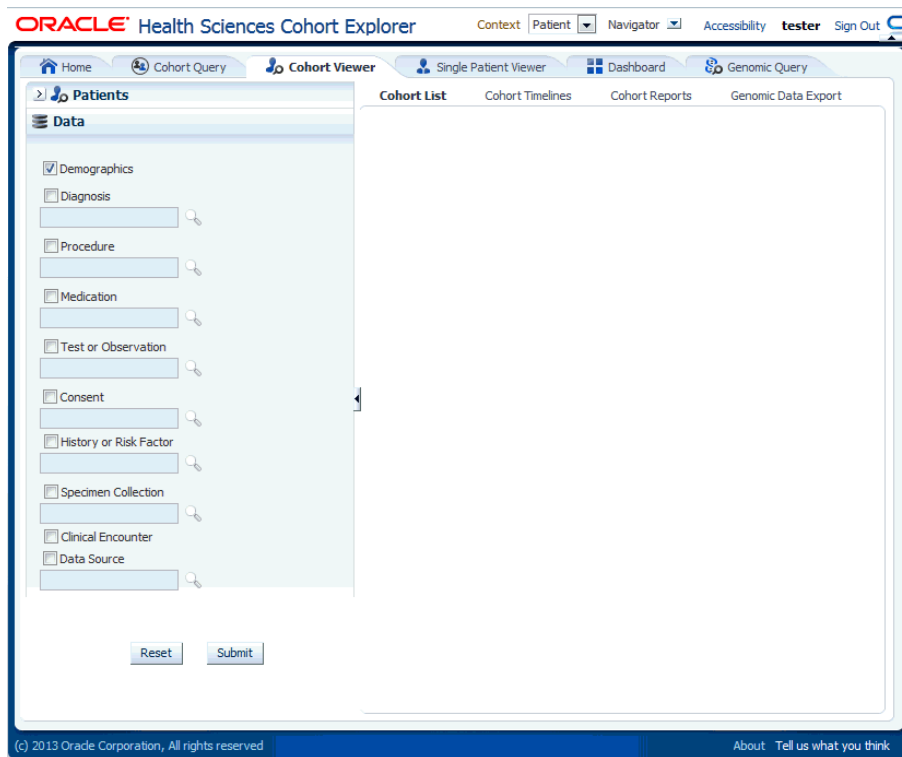 ORACLE® Health Sciences Cohort Explorer Context Patient Navigator Accessibility tester Sign Out
Home Cohort Query Cohort Viewer Single Patient Viewer Dashboard Genomic Query
Patients
Cohort List Cohort Timelines Cohort Reports Genomic Data Export
Data
Demographics
Diagnosis
Procedure
Medication
Test or Observation
Consent
History or Risk Factor
Specimen Collection
Clinical Encounter
Data Source
Reset Submit
(c) 2013 Oracle Corporation, All rights reserved About Tell us what you think